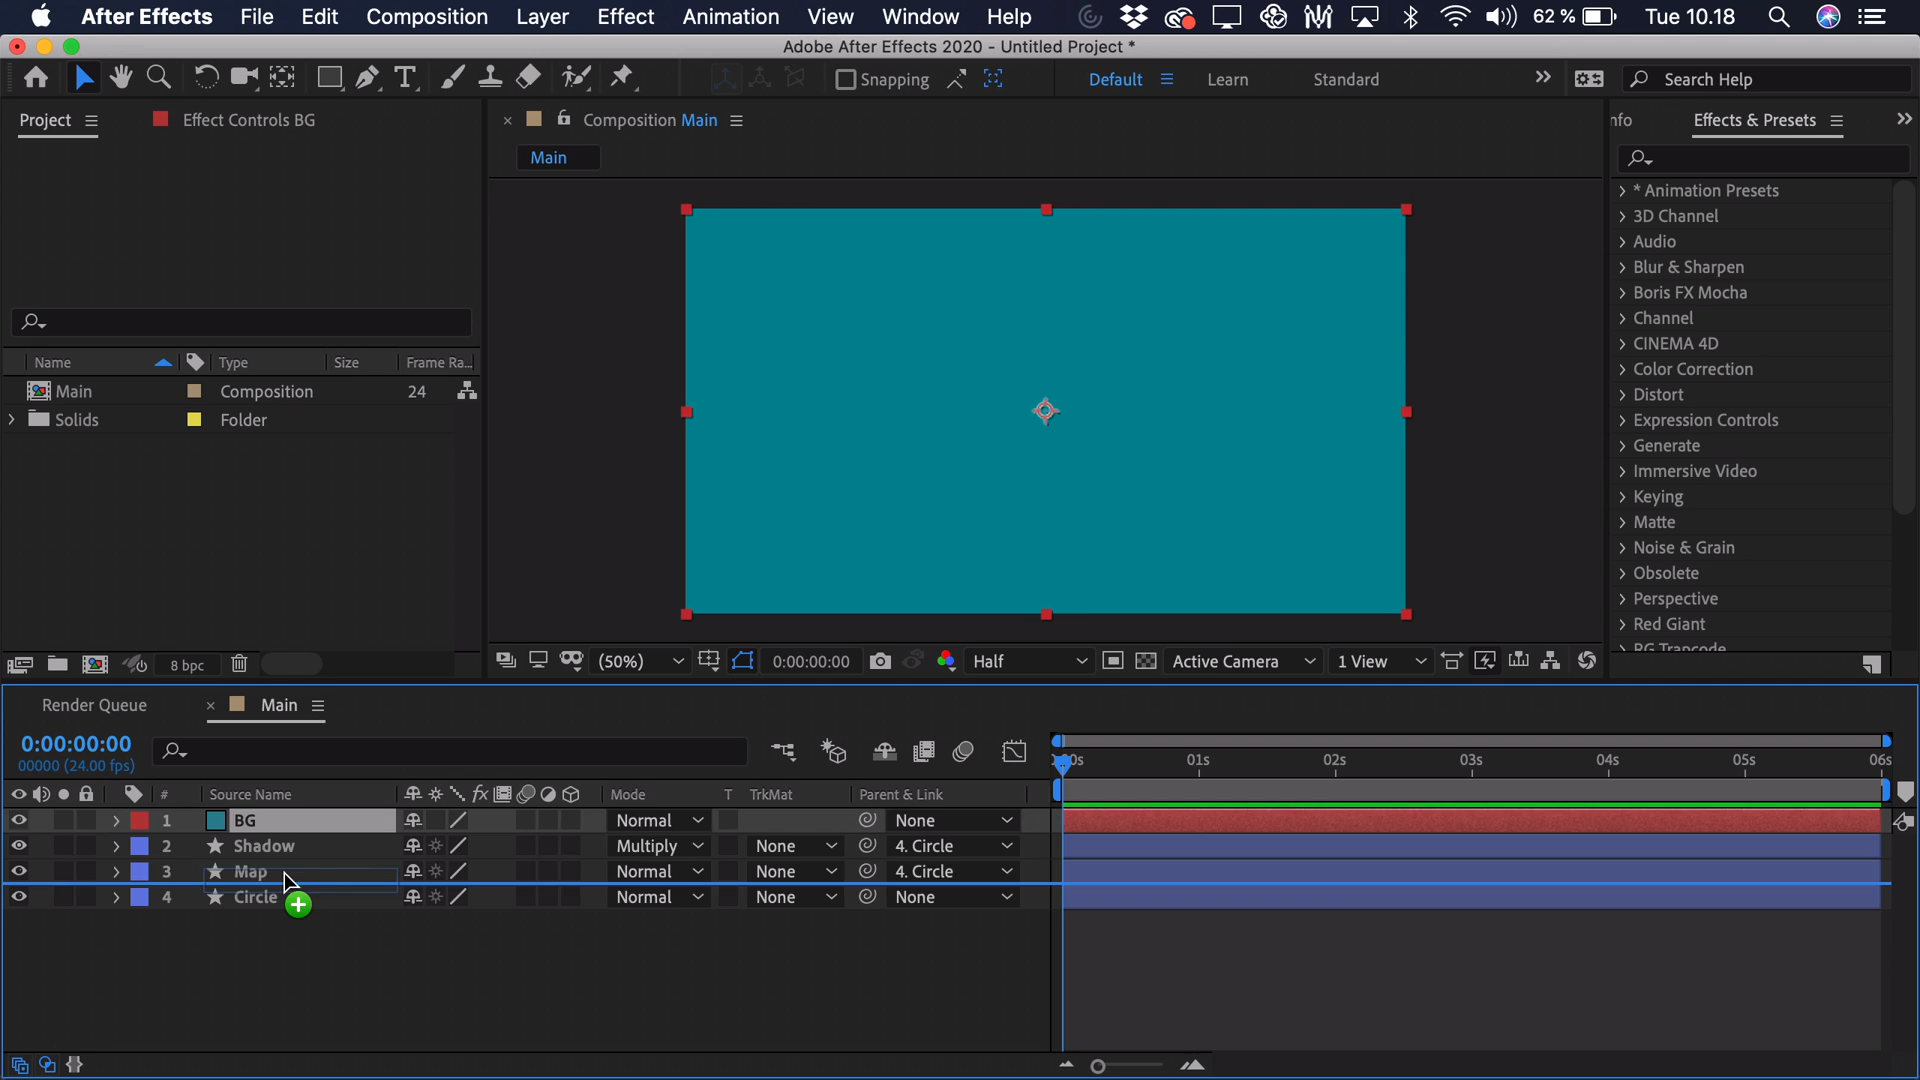 After Effects File Edit Composition Layer Effect Animation View Window Help 62 % Tue 10.18
Adobe After Effects 2020 - Untitled Project *
Snapping Default Learn Standard Search Help
Project Effect Controls BG Composition Main Effects & Presets
Main
* Animation Presets
3D Channel
Audio
Blur & Sharpen
Boris FX Mocha
Channel
CINEMA 4D
Color Correction
Distort
Expression Controls
Generate
Immersive Video
Keying
Matte
Noise & Grain
Obsolete
Perspective
Red Giant
RG Trapcode
Name Type Size Frame Ra...
Main Composition 24
Solids Folder
8 bpc (50%) 0:00:00:00 Half Active Camera 1 View
Render Queue Main
0:00:00:00
00000 (24.00 fps)
01s 02s 03s 04s 05s 06s
# Source Name fx Mode T TrkMat Parent & Link
1 BG Normal None
2 Shadow Multiply None 4. Circle
3 Map Normal None 4. Circle
4 Circle Normal None None